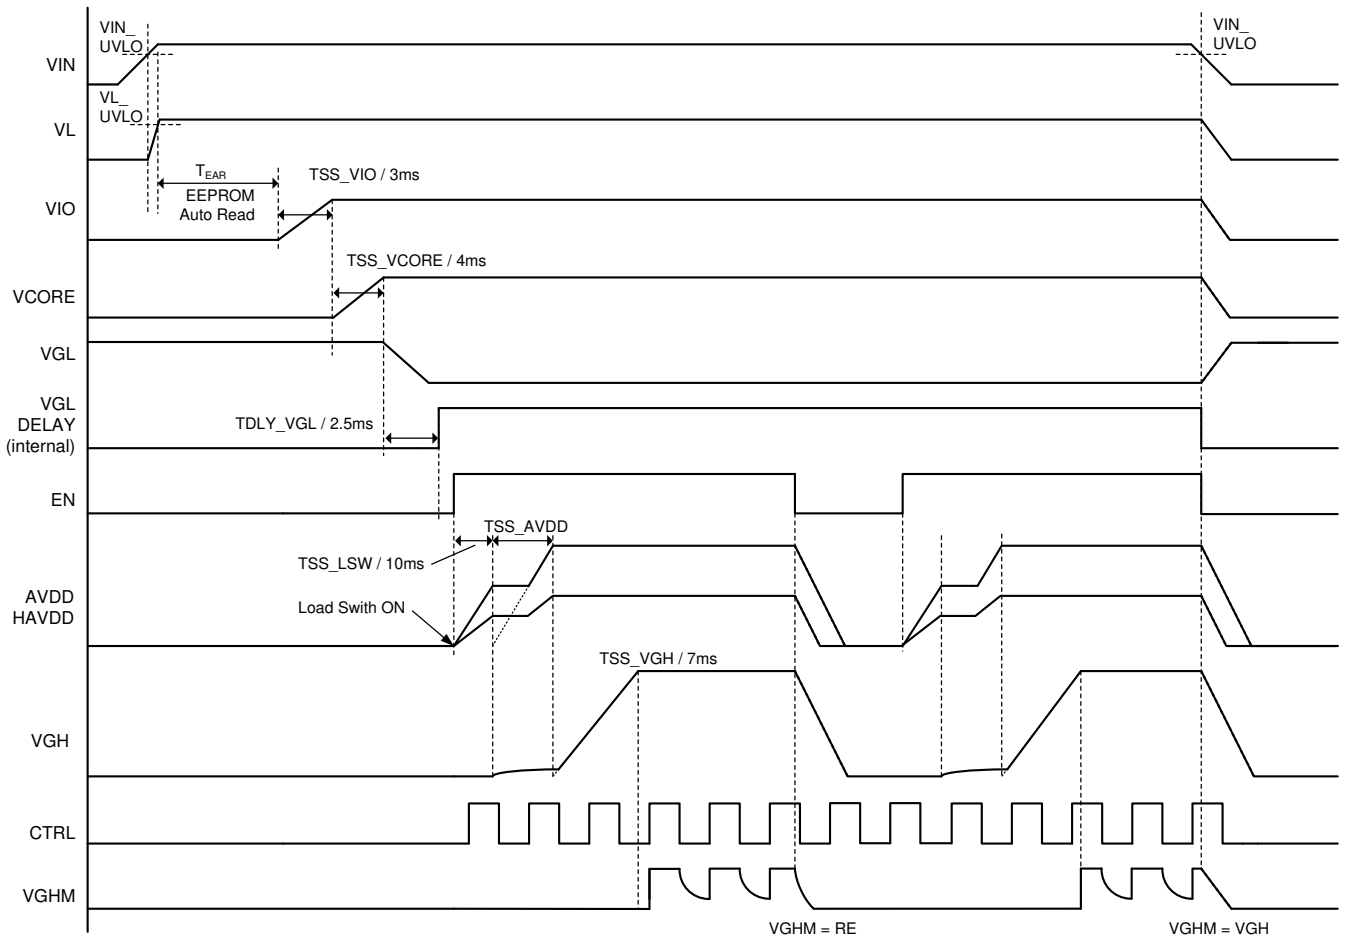 VIN_
UVLO
VIN_
UVLO
VIN
VL_
UVLO
VL
TEAR
EEPROM
Auto Read
TSS_VIO / 3ms
VIO
TSS_VCORE / 4ms
VCORE
VGL
VGL
DELAY
(internal)
TDLY_VGL / 2.5ms
EN
TSS_AVDD
TSS_LSW / 10ms
AVDD
HAVDD
Load Swith ON
TSS_VGH / 7ms
VGH
CTRL
VGHM
VGHM = RE
VGHM = VGH